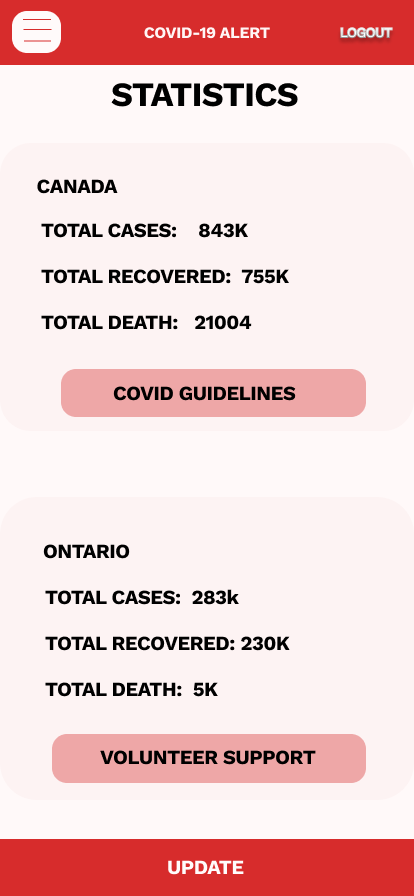 COVID-19 ALERT
LOGOUT
STATISTICS
CANADA
TOTAL CASES: 843K
TOTAL RECOVERED: 755K
TOTAL DEATH: 21004
COVID GUIDELINES
ONTARIO
TOTAL CASES: 283k
TOTAL RECOVERED: 230K
TOTAL DEATH: 5K
VOLUNTEER SUPPORT
UPDATE